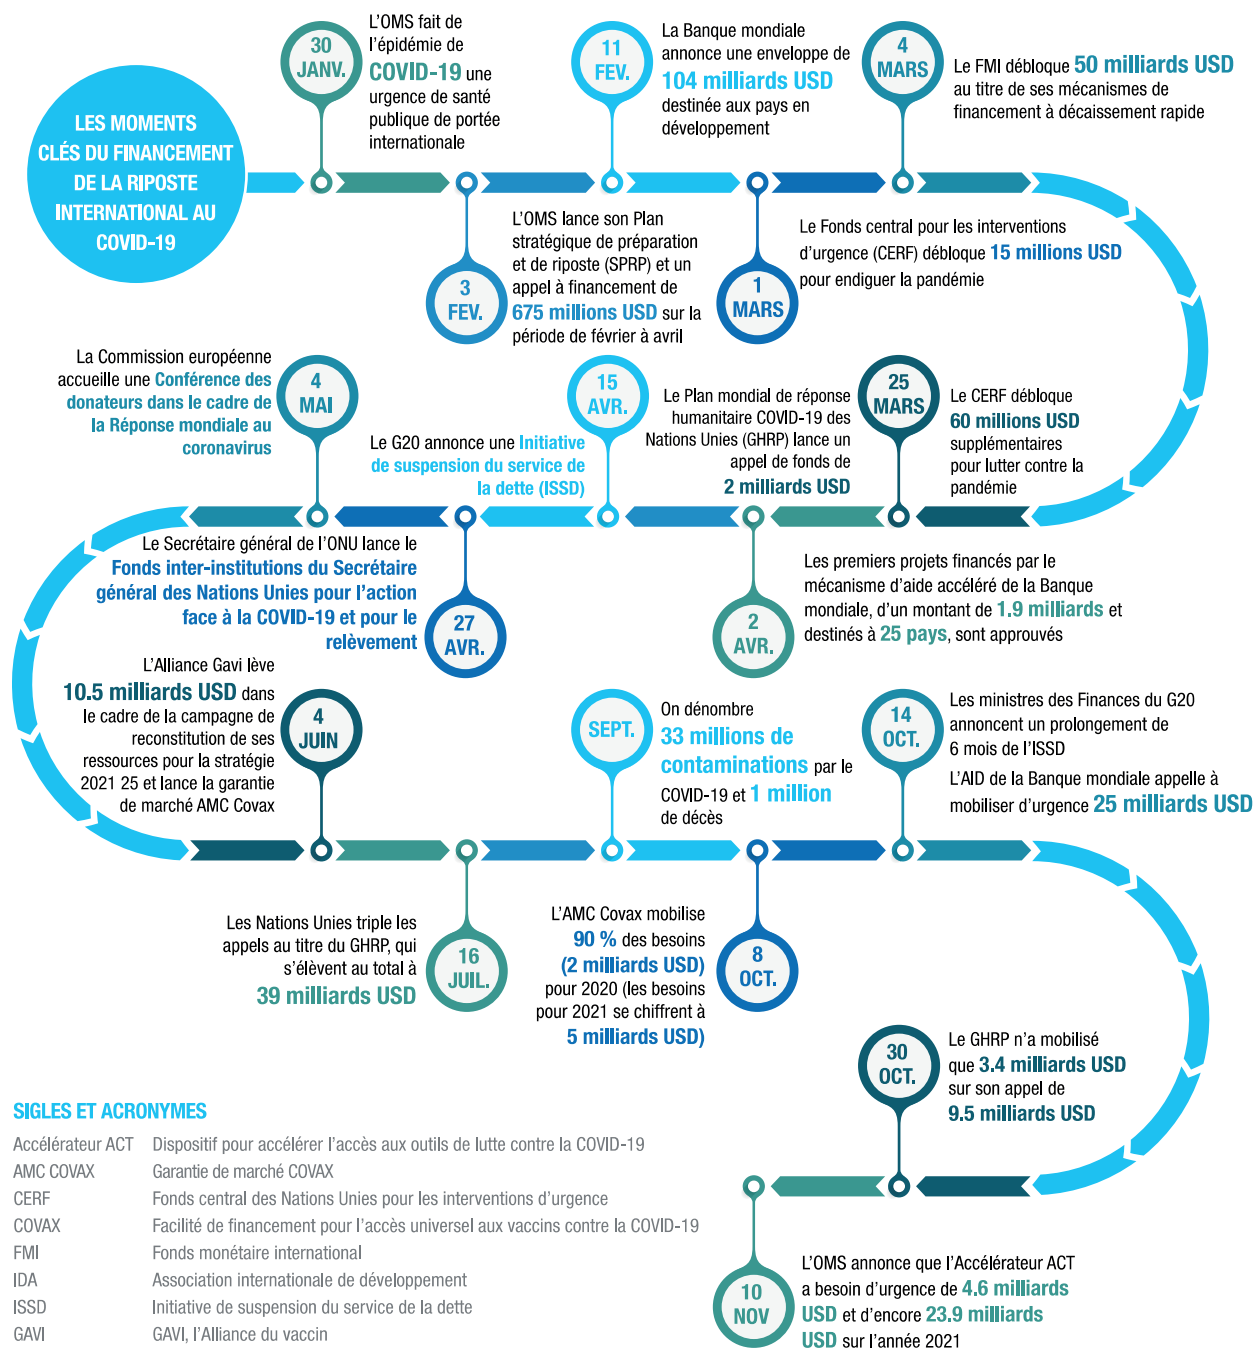 LES MOMENTS
CLÉS DU FINANCEMENT
DE LA RIPOSTE
INTERNATIONAL AU
COVID-19
30
JANV.
L'OMS fait de
l'épidémie de
COVID-19 une
urgence de santé
publique de portée
internationale
3
FEV.
L'OMS lance son Plan
stratégique de préparation
et de riposte (SPRP) et un
appel à financement de
675 millions USD sur la
période de février à avril
11
FEV.
La Banque mondiale
annonce une enveloppe de
104 milliards USD
destinée aux pays en
développement
1
MARS
Le Fonds central pour les interventions
d'urgence (CERF) débloque 15 millions USD
pour endiguer la pandémie
4
MARS
Le FMI débloque 50 milliards USD
au titre de ses mécanismes de
financement à décaissement rapide
25
MARS
Le CERF débloque
60 millions USD
supplémentaires
pour lutter contre la
pandémie
Le Plan mondial de réponse
humanitaire COVID-19 des
Nations Unies (GHRP) lance un
appel de fonds de
2 milliards USD
2
AVR.
Les premiers projets financés par le
mécanisme d'aide accéléré de la Banque
mondiale, d'un montant de 1.9 milliards et
destinés à 25 pays, sont approuvés
15
AVR.
Le G20 annonce une Initiative
de suspension du service de
la dette (ISSD)
27
AVR.
Le Secrétaire général de l'ONU lance le
Fonds inter-institutions du Secrétaire
général des Nations Unies pour l'action
face à la COVID-19 et pour le
relèvement
4
MAI
La Commission européenne
accueille une Conférence des
donateurs dans le cadre de
la Réponse mondiale au
coronavirus
4
JUIN
L'Alliance Gavi lève
10.5 milliards USD dans
le cadre de la campagne de
reconstitution de ses
ressources pour la stratégie
2021 25 et lance la garantie
de marché AMC Covax
16
JUIL.
Les Nations Unies triple les
appels au titre du GHRP, qui
s'élèvent au total à
39 milliards USD
SEPT.
On dénombre
33 millions de
contaminations par le
COVID-19 et 1 million
de décès
8
OCT.
L'AMC Covax mobilise
90 % des besoins
(2 milliards USD)
pour 2020 (les besoins
pour 2021 se chiffrent à
5 milliards USD)
14
OCT.
Les ministres des Finances du G20
annoncent un prolongement de
6 mois de l'ISSD
L'AID de la Banque mondiale appelle à
mobiliser d'urgence 25 milliards USD
30
OCT.
Le GHRP n'a mobilisé
que 3.4 milliards USD
sur son appel de
9.5 milliards USD
10
NOV
L'OMS annonce que l'Accélérateur ACT
a besoin d'urgence de 4.6 milliards
USD et d'encore 23.9 milliards
USD sur l'année 2021
SIGLES ET ACRONYMES
Accélérateur ACT Dispositif pour accélérer l'accès aux outils de lutte contre la COVID-19
AMC COVAX Garantie de marché COVAX
CERF Fonds central des Nations Unies pour les interventions d'urgence
COVAX Facilité de financement pour l'accès universel aux vaccins contre la COVID-19
FMI Fonds monétaire international
IDA Association internationale de développement
ISSD Initiative de suspension du service de la dette
GAVI GAVI, l'Alliance du vaccin